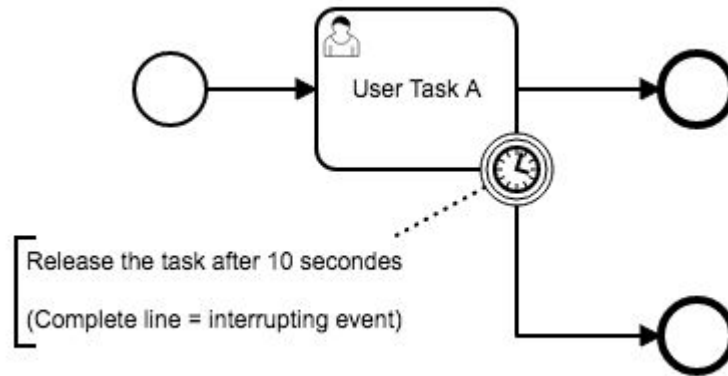 User Task A
Release the task after 10 secondes
(Complete line = interrupting event)